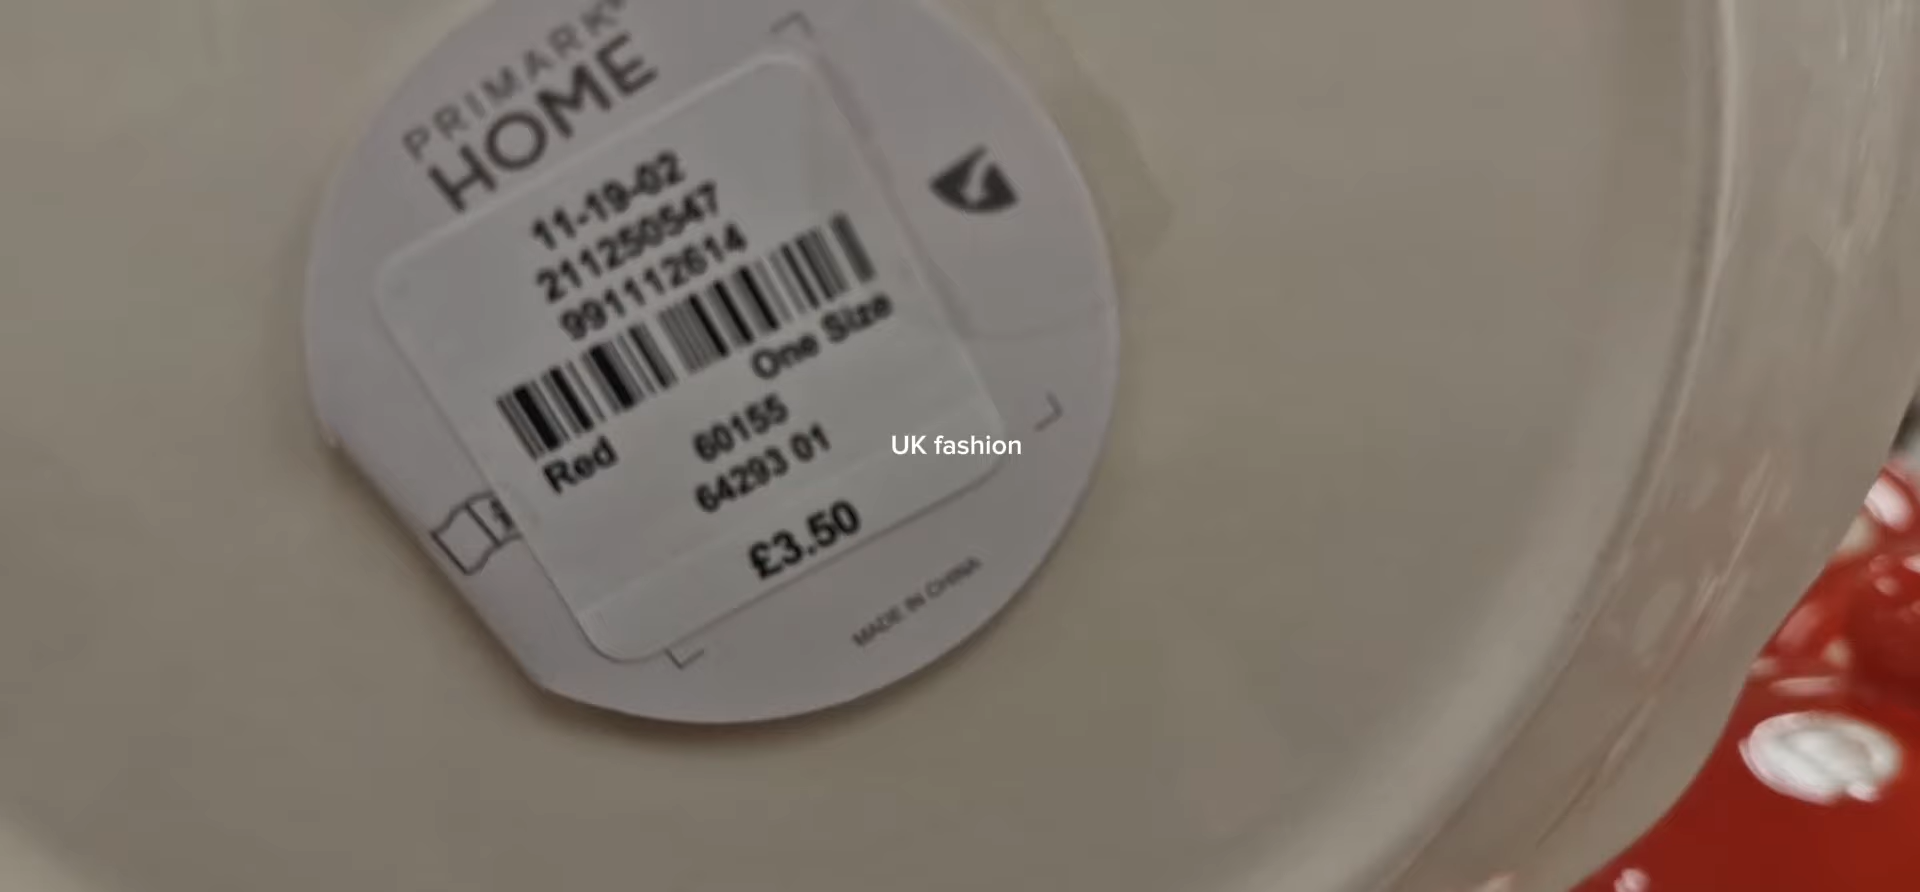 PRIMARK
HOME
11-19-02
211250547
991112614
One Size
Red
60155
64293 01
£3.50
MADE IN CHINA
UK fashion